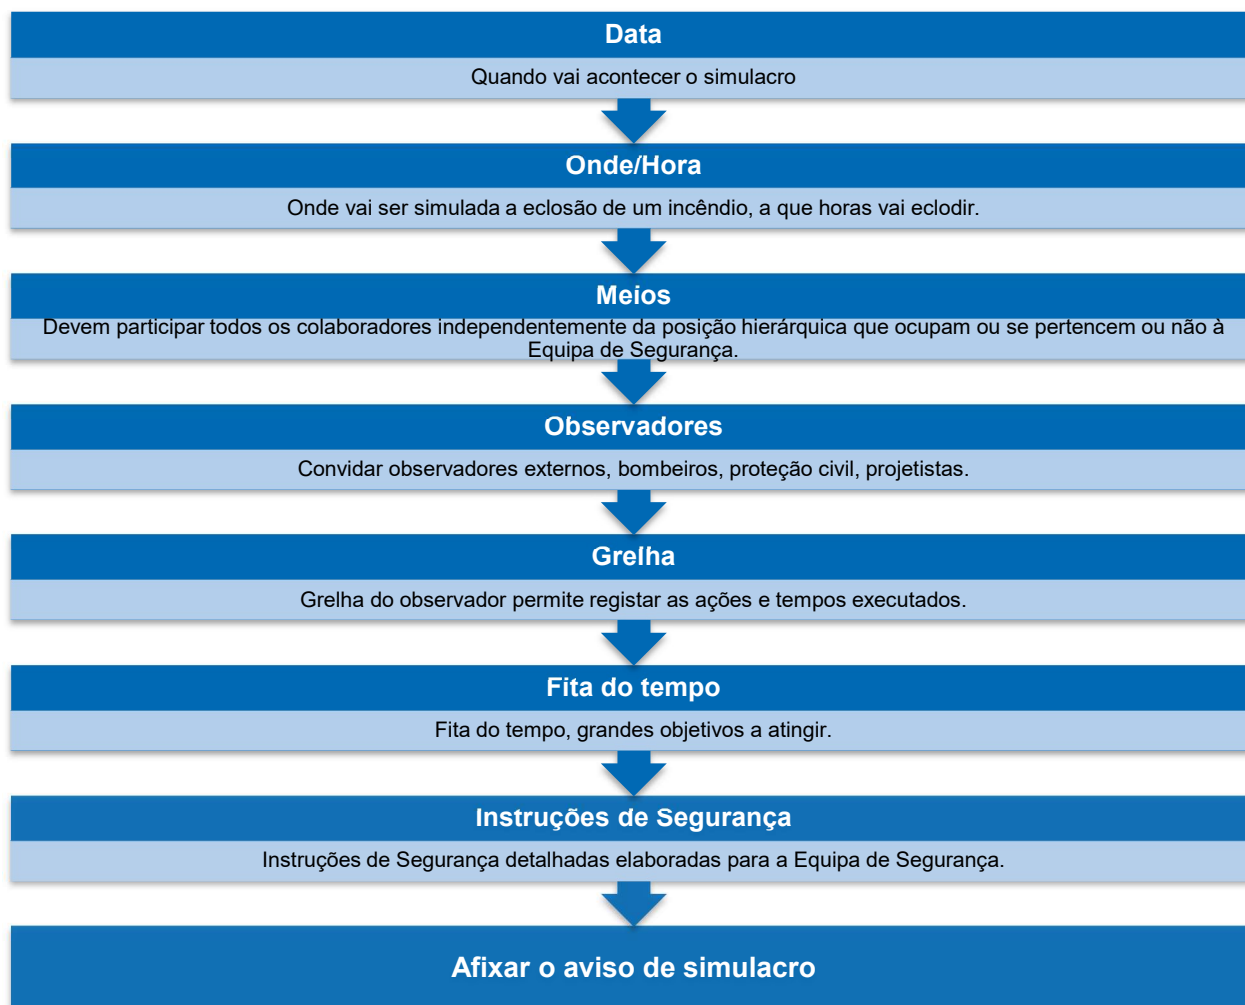 Data
Quando vai acontecer o simulacro
Onde/Hora
Onde vai ser simulada a eclosão de um incêndio, a que horas vai eclodir.
Meios
Devem participar todos os colaboradores independentemente da posição hierárquica que ocupam ou se pertencem ou não à
Equipa de Segurança.
Observadores
Convidar observadores externos, bombeiros, proteção civil, projetistas.
Grelha
Grelha do observador permite registar as ações e tempos executados.
Fita do tempo
Fita do tempo, grandes objetivos a atingir.
Instruções de Segurança
Instruções de Segurança detalhadas elaboradas para a Equipa de Segurança.
Afixar o aviso de simulacro